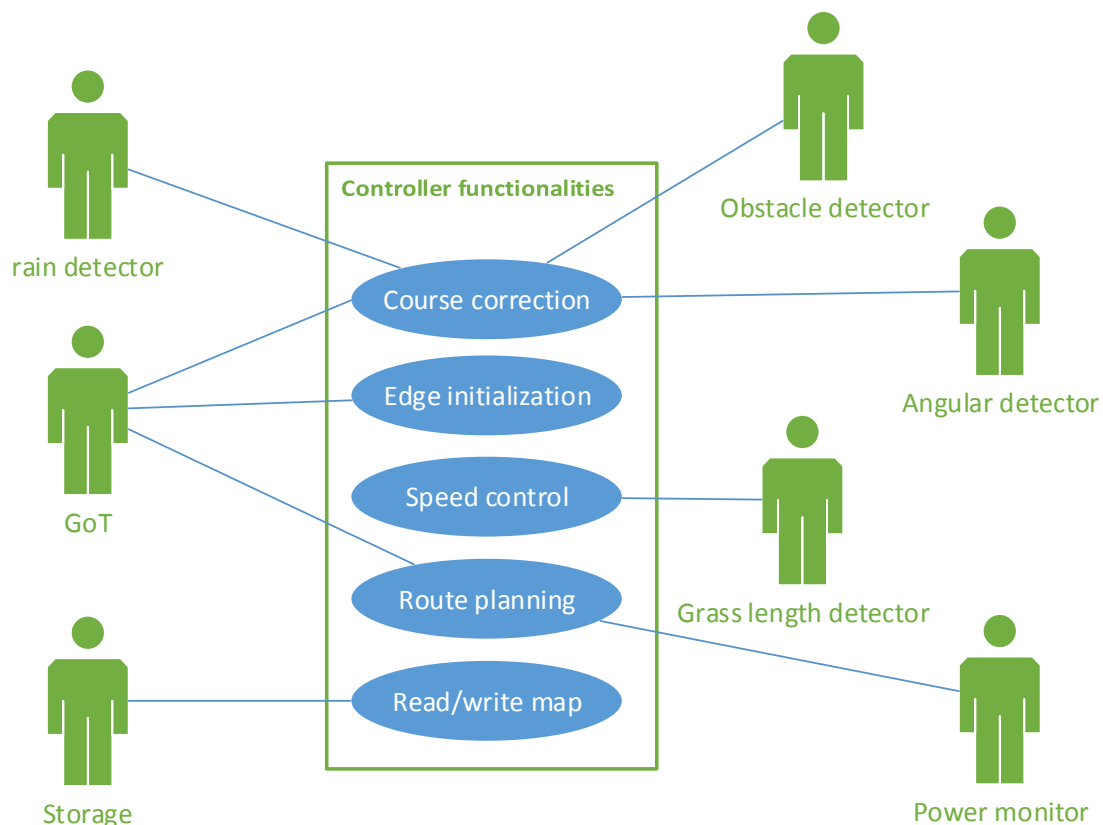 Controller functionalities
rain detector
Obstacle detector
Course correction
Edge initialization
Angular detector
GoT
Speed control
Route planning
Grass length detector
Read/write map
Storage
Power monitor